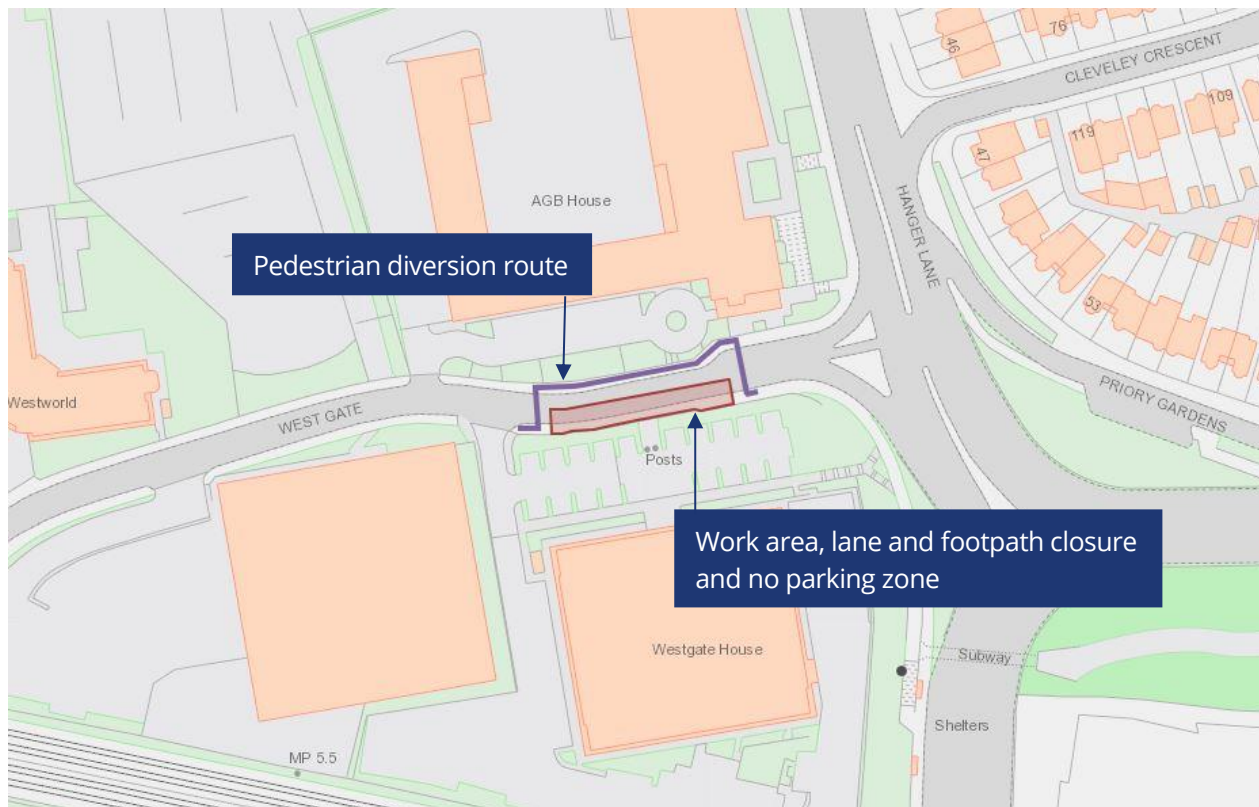 46
76
CLEVELEY CRESCENT
109
119
47
AGB House
HANGER LANE
Pedestrian diversion route
53
Westworld
WEST GATE
PRIORY GARDENS
Posts
Work area, lane and footpath closure
and no parking zone
Westgate House
Subway
Shelters
MP 5.5